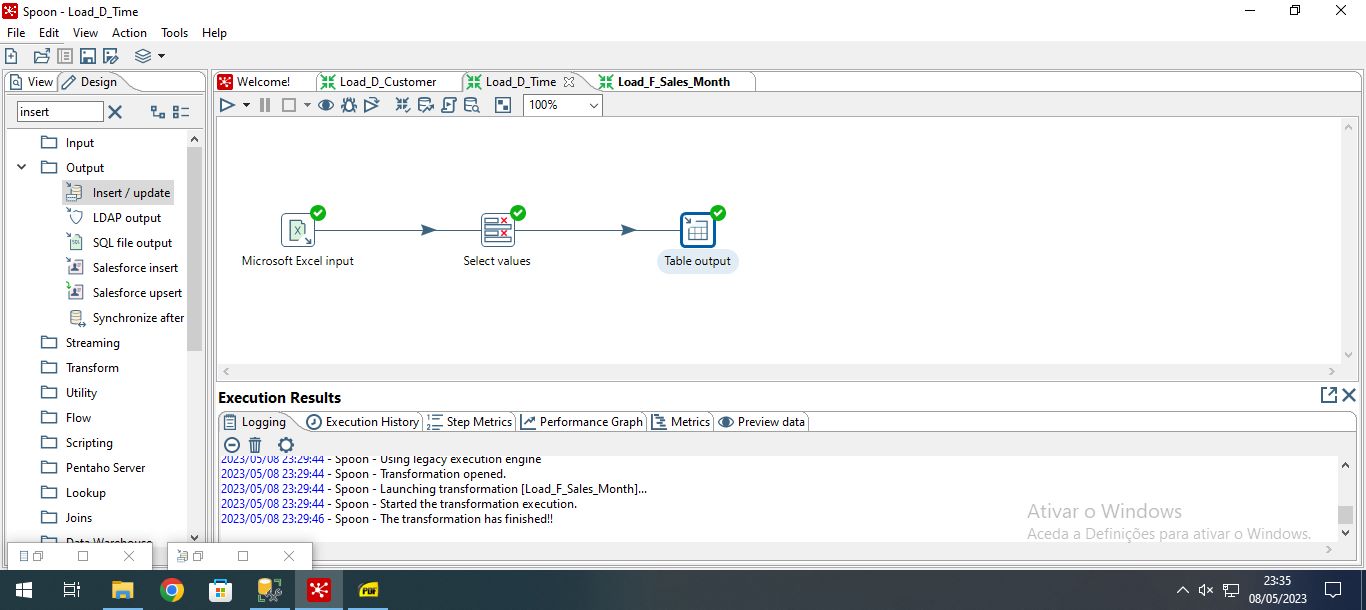 Spoon - Load_D_Time
File Edit View Action Tools Help
View Design
Welcome! Load_D_Customer Load_D_Time Load_F_Sales_Month
insert
100%
Input
Output
Insert / update
LDAP output
SQL file output
Salesforce insert
Salesforce upsert
Synchronize after
Streaming
Transform
Utility
Flow
Scripting
Pentaho Server
Lookup
Joins
Data Warehouse
Microsoft Excel input
Select values
Table output
Execution Results
Logging Execution History Step Metrics Performance Graph Metrics Preview data
2023/05/08 23:29:44 - Spoon - Using legacy execution engine
2023/05/08 23:29:44 - Spoon - Transformation opened.
2023/05/08 23:29:44 - Spoon - Launching transformation [Load_F_Sales_Month]...
2023/05/08 23:29:44 - Spoon - Started the transformation execution.
2023/05/08 23:29:46 - Spoon - The transformation has finished!!
Ativar o Windows
Aceda a Definições para ativar o Windows.
PDF
23:35
08/05/2023